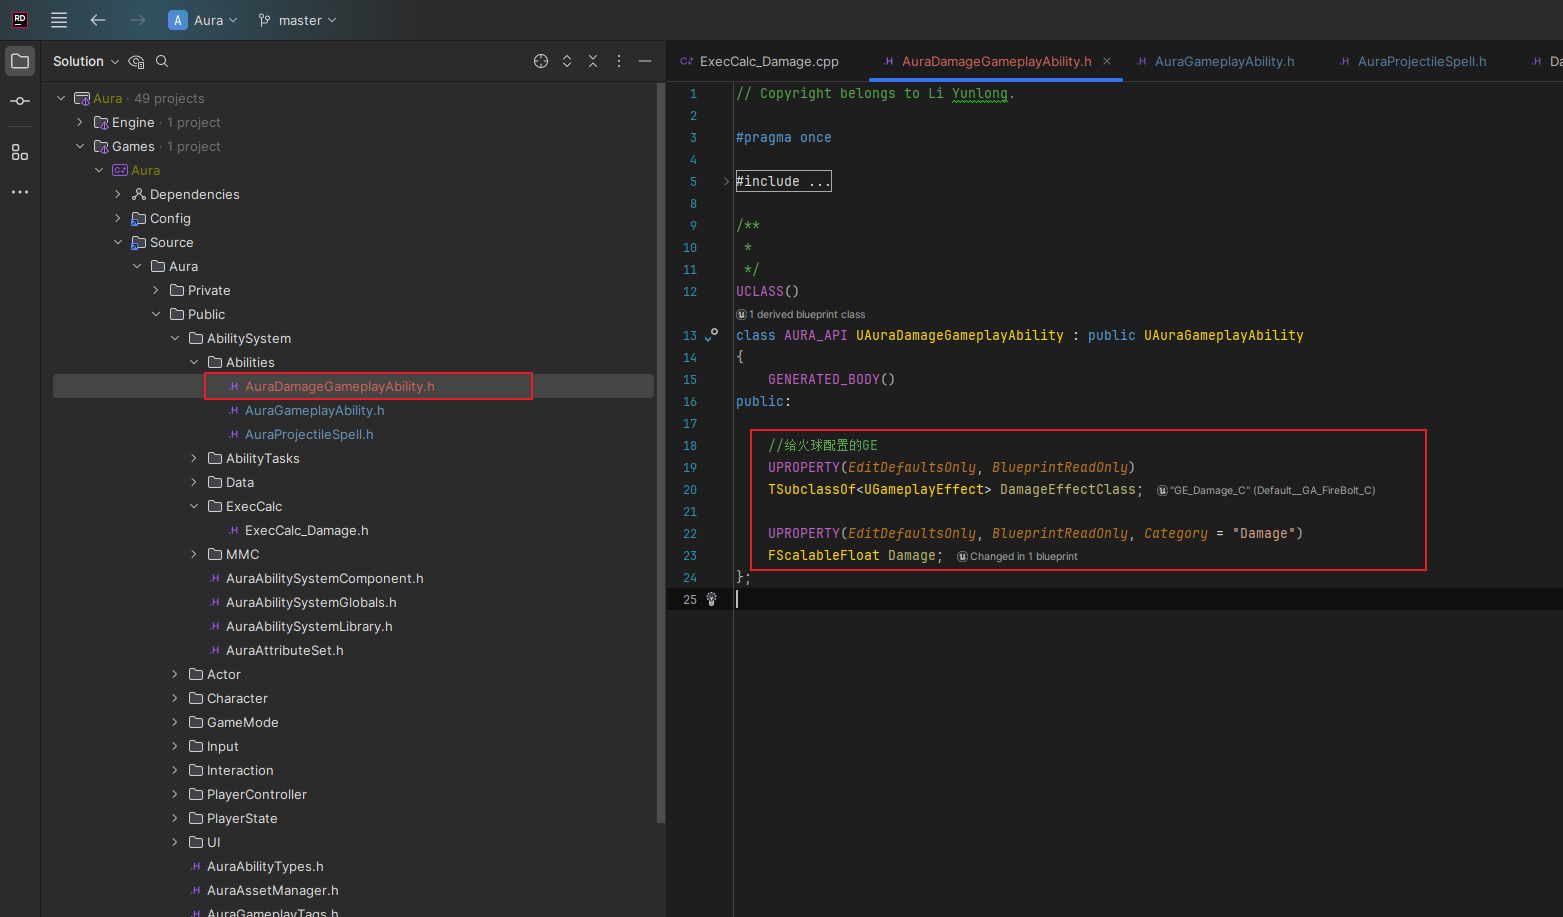 RD
A Aura master
Solution
Aura · 49 projects
Engine · 1 project
Games · 1 project
Aura
Dependencies
Config
Source
Aura
Private
Public
AbilitySystem
Abilities
.H AuraDamageGameplayAbility.h
.H AuraGameplayAbility.h
.H AuraProjectileSpell.h
AbilityTasks
Data
ExecCalc
.H ExecCalc_Damage.h
MMC
.H AuraAbilitySystemComponent.h
.H AuraAbilitySystemGlobals.h
.H AuraAbilitySystemLibrary.h
.H AuraAttributeSet.h
Actor
Character
GameMode
Input
Interaction
PlayerController
PlayerState
UI
.H AuraAbilityTypes.h
.H AuraAssetManager.h
.H AuraGameplayTags.h
C+ ExecCalc_Damage.cpp .H AuraDamageGameplayAbility.h × .H AuraGameplayAbility.h .H AuraProjectileSpell.h .H Da
1 // Copyright belongs to Li Yunlong.
2
3 #pragma once
4
5 #include ...
8
9 /**
10 *
11 */
12 UCLASS()
1 derived blueprint class
13 class AURA_API UAuraDamageGameplayAbility : public UAuraGameplayAbility
14 {
15 GENERATED_BODY()
16 public:
17
18 //给火球配置的GE
19 UPROPERTY(EditDefaultsOnly, BlueprintReadOnly)
20 TSubclassOf<UGameplayEffect> DamageEffectClass; "GE_Damage_C" (Default__GA_FireBolt_C)
21
22 UPROPERTY(EditDefaultsOnly, BlueprintReadOnly, Category = "Damage")
23 FScalableFloat Damage; Changed in 1 blueprint
24 };
25